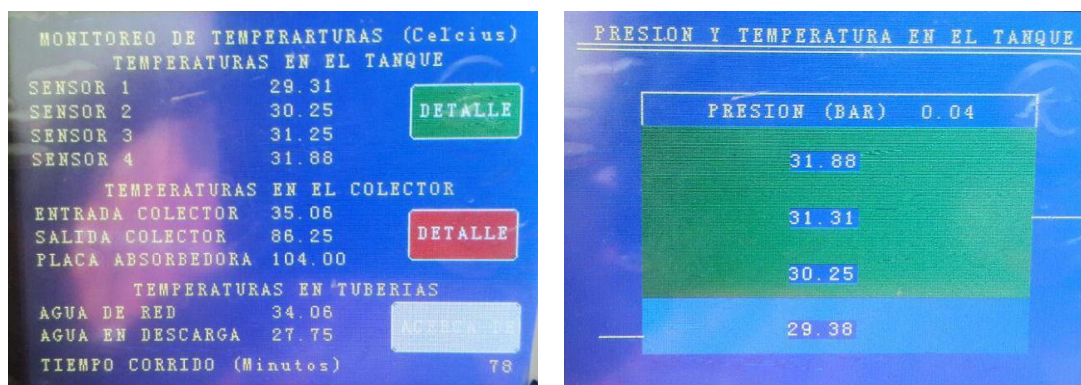 MONITOREO DE TEMPERARTURAS (Celcius)
TEMPERATURAS EN EL TANQUE
SENSOR 1 29.31
SENSOR 2 30.25
SENSOR 3 31.25
SENSOR 4 31.88
DETALLE
TEMPERATURAS EN EL COLECTOR
ENTRADA COLECTOR 35.06
SALIDA COLECTOR 86.25
PLACA ABSORBEDORA 104.00
DETALLE
TEMPERATURAS EN TUBERIAS
AGUA DE RED 34.06
AGUA EN DESCARGA 27.75
ACERCA DE
TIEMPO CORRIDO (Minutos) 78
PRESION Y TEMPERATURA EN EL TANQUE
PRESION (BAR) 0.04
31.88
31.31
30.25
29.38